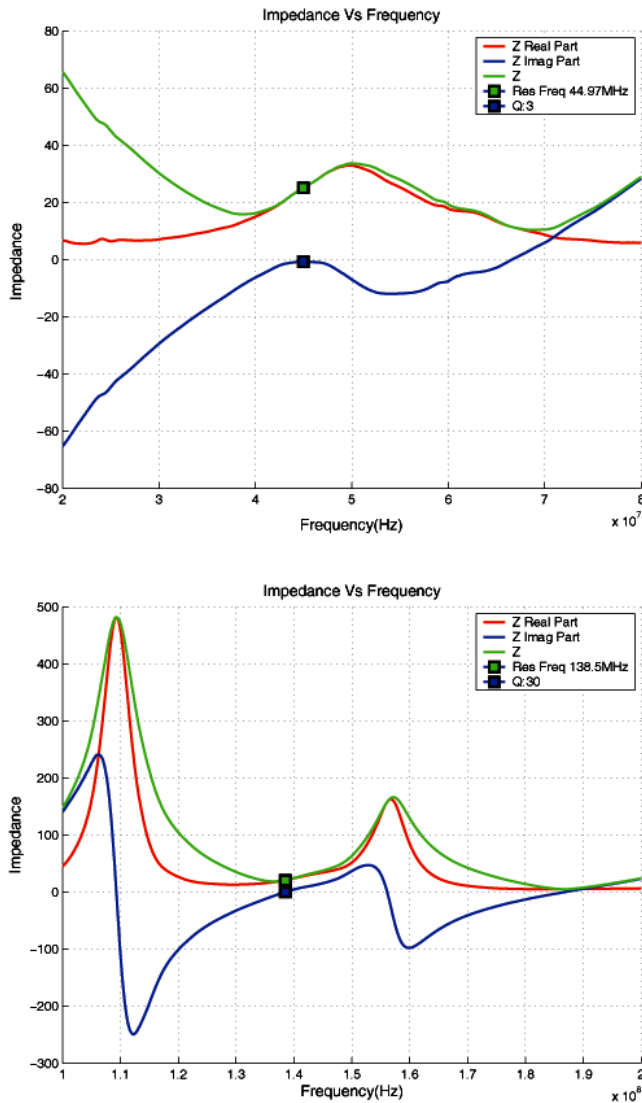 Impedance Vs Frequency
80
60
40
20
0
−20
−40
−60
−80
Impedance
Z Real Part
Z Imag Part
Z
Res Freq 44.97MHz
Q:3
2
3
4
5
6
7
8
x 10⁷
Frequency(Hz)
Impedance Vs Frequency
500
400
300
200
100
0
−100
−200
−300
Impedance
Z Real Part
Z Imag Part
Z
Res Freq 138.5MHz
Q:30
1
1.1
1.2
1.3
1.4
1.5
1.6
1.7
1.8
1.9
2
x 10⁸
Frequency(Hz)